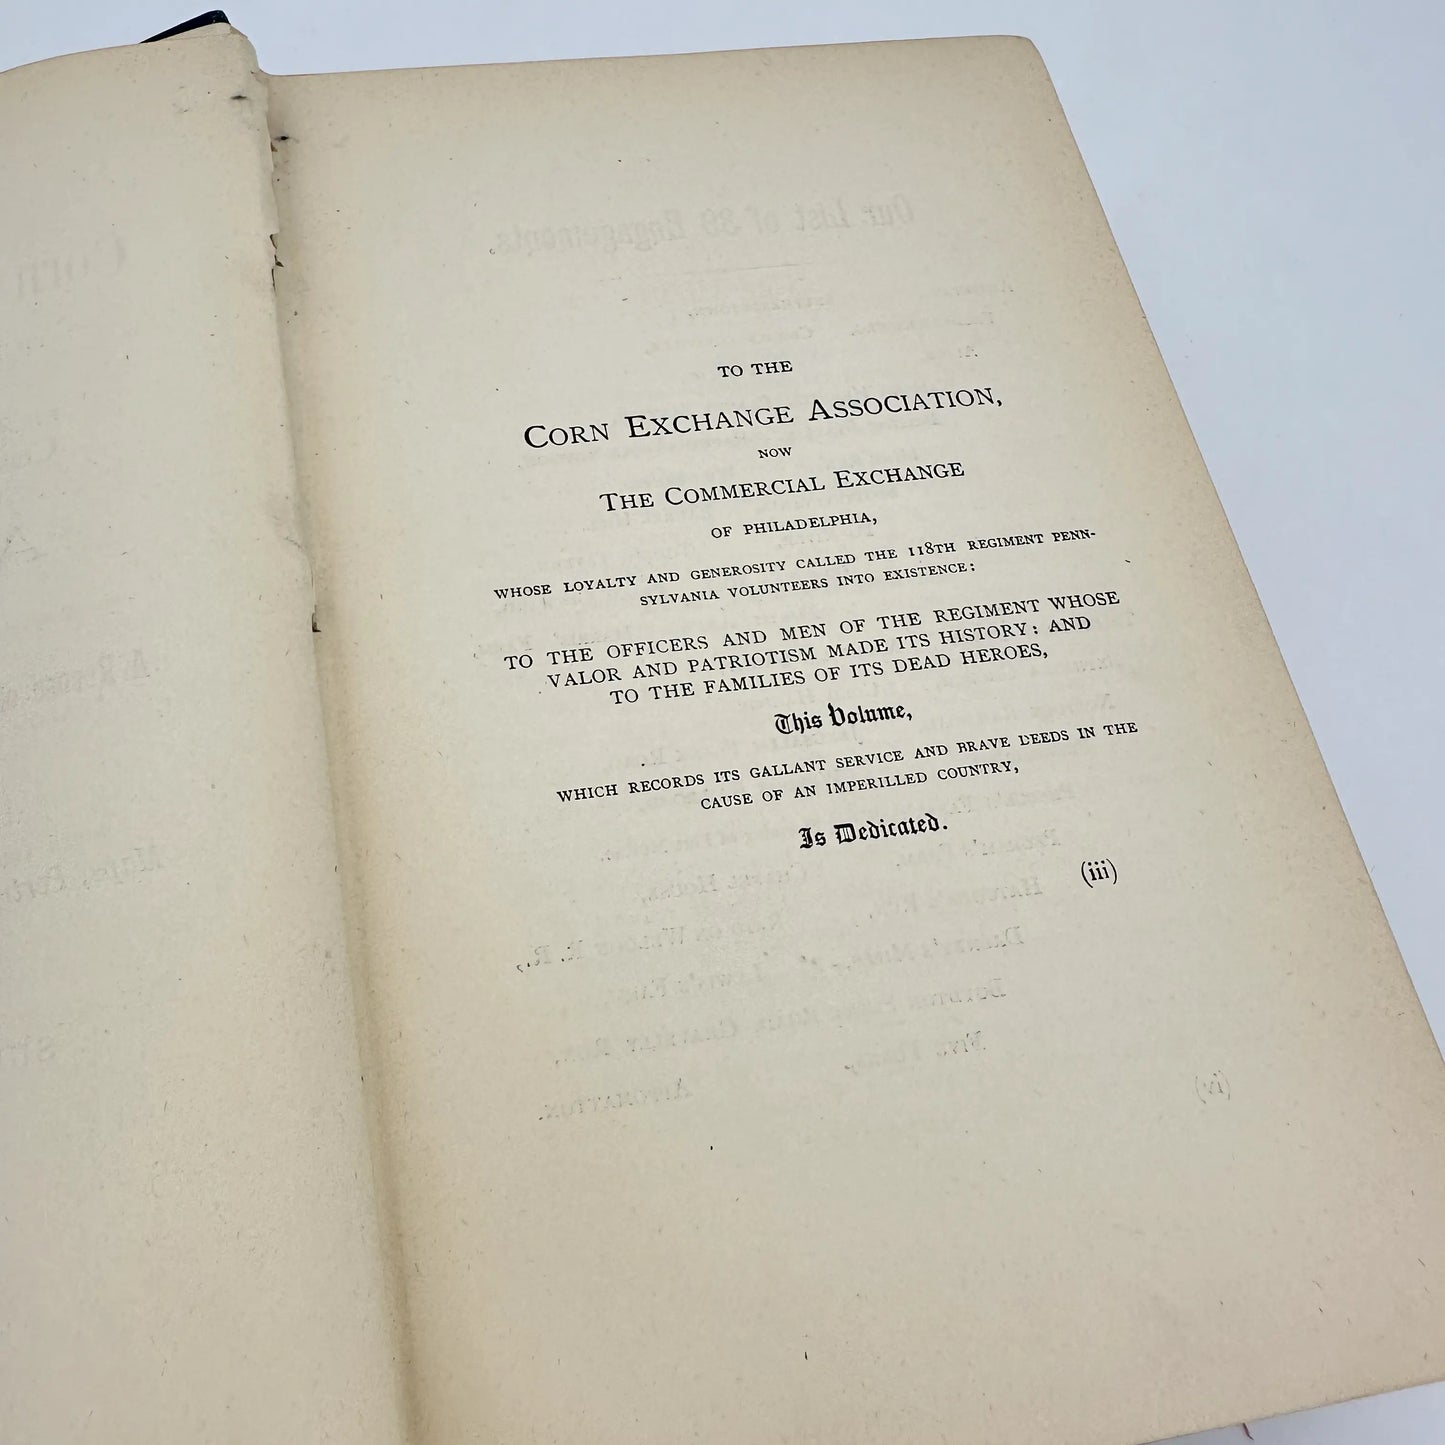 TO THE
CORN EXCHANGE ASSOCIATION,
NOW
THE COMMERCIAL EXCHANGE
OF PHILADELPHIA,
WHOSE LOYALTY AND GENEROSITY CALLED THE 118TH REGIMENT PENN-
SYLVANIA VOLUNTEERS INTO EXISTENCE:
TO THE OFFICERS AND MEN OF THE REGIMENT WHOSE
VALOR AND PATRIOTISM MADE ITS HISTORY: AND
TO THE FAMILIES OF ITS DEAD HEROES,
This Volume,
WHICH RECORDS ITS GALLANT SERVICE AND BRAVE DEEDS IN THE
CAUSE OF AN IMPERILLED COUNTRY,
Is Dedicated.
(iii)